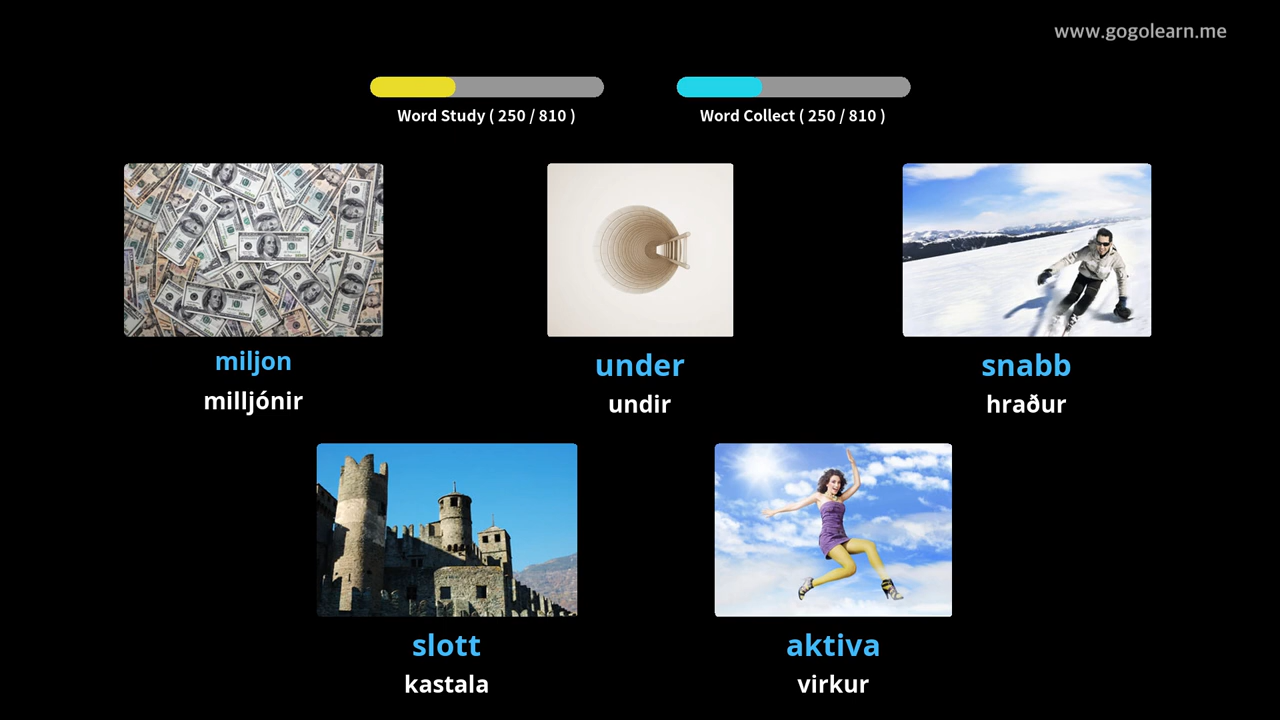 www.gogolearn.me
Word Study ( 250 / 810 )
Word Collect ( 250 / 810 )
miljon
milljónir
under
undir
snabb
hraður
slott
kastala
aktiva
virkur